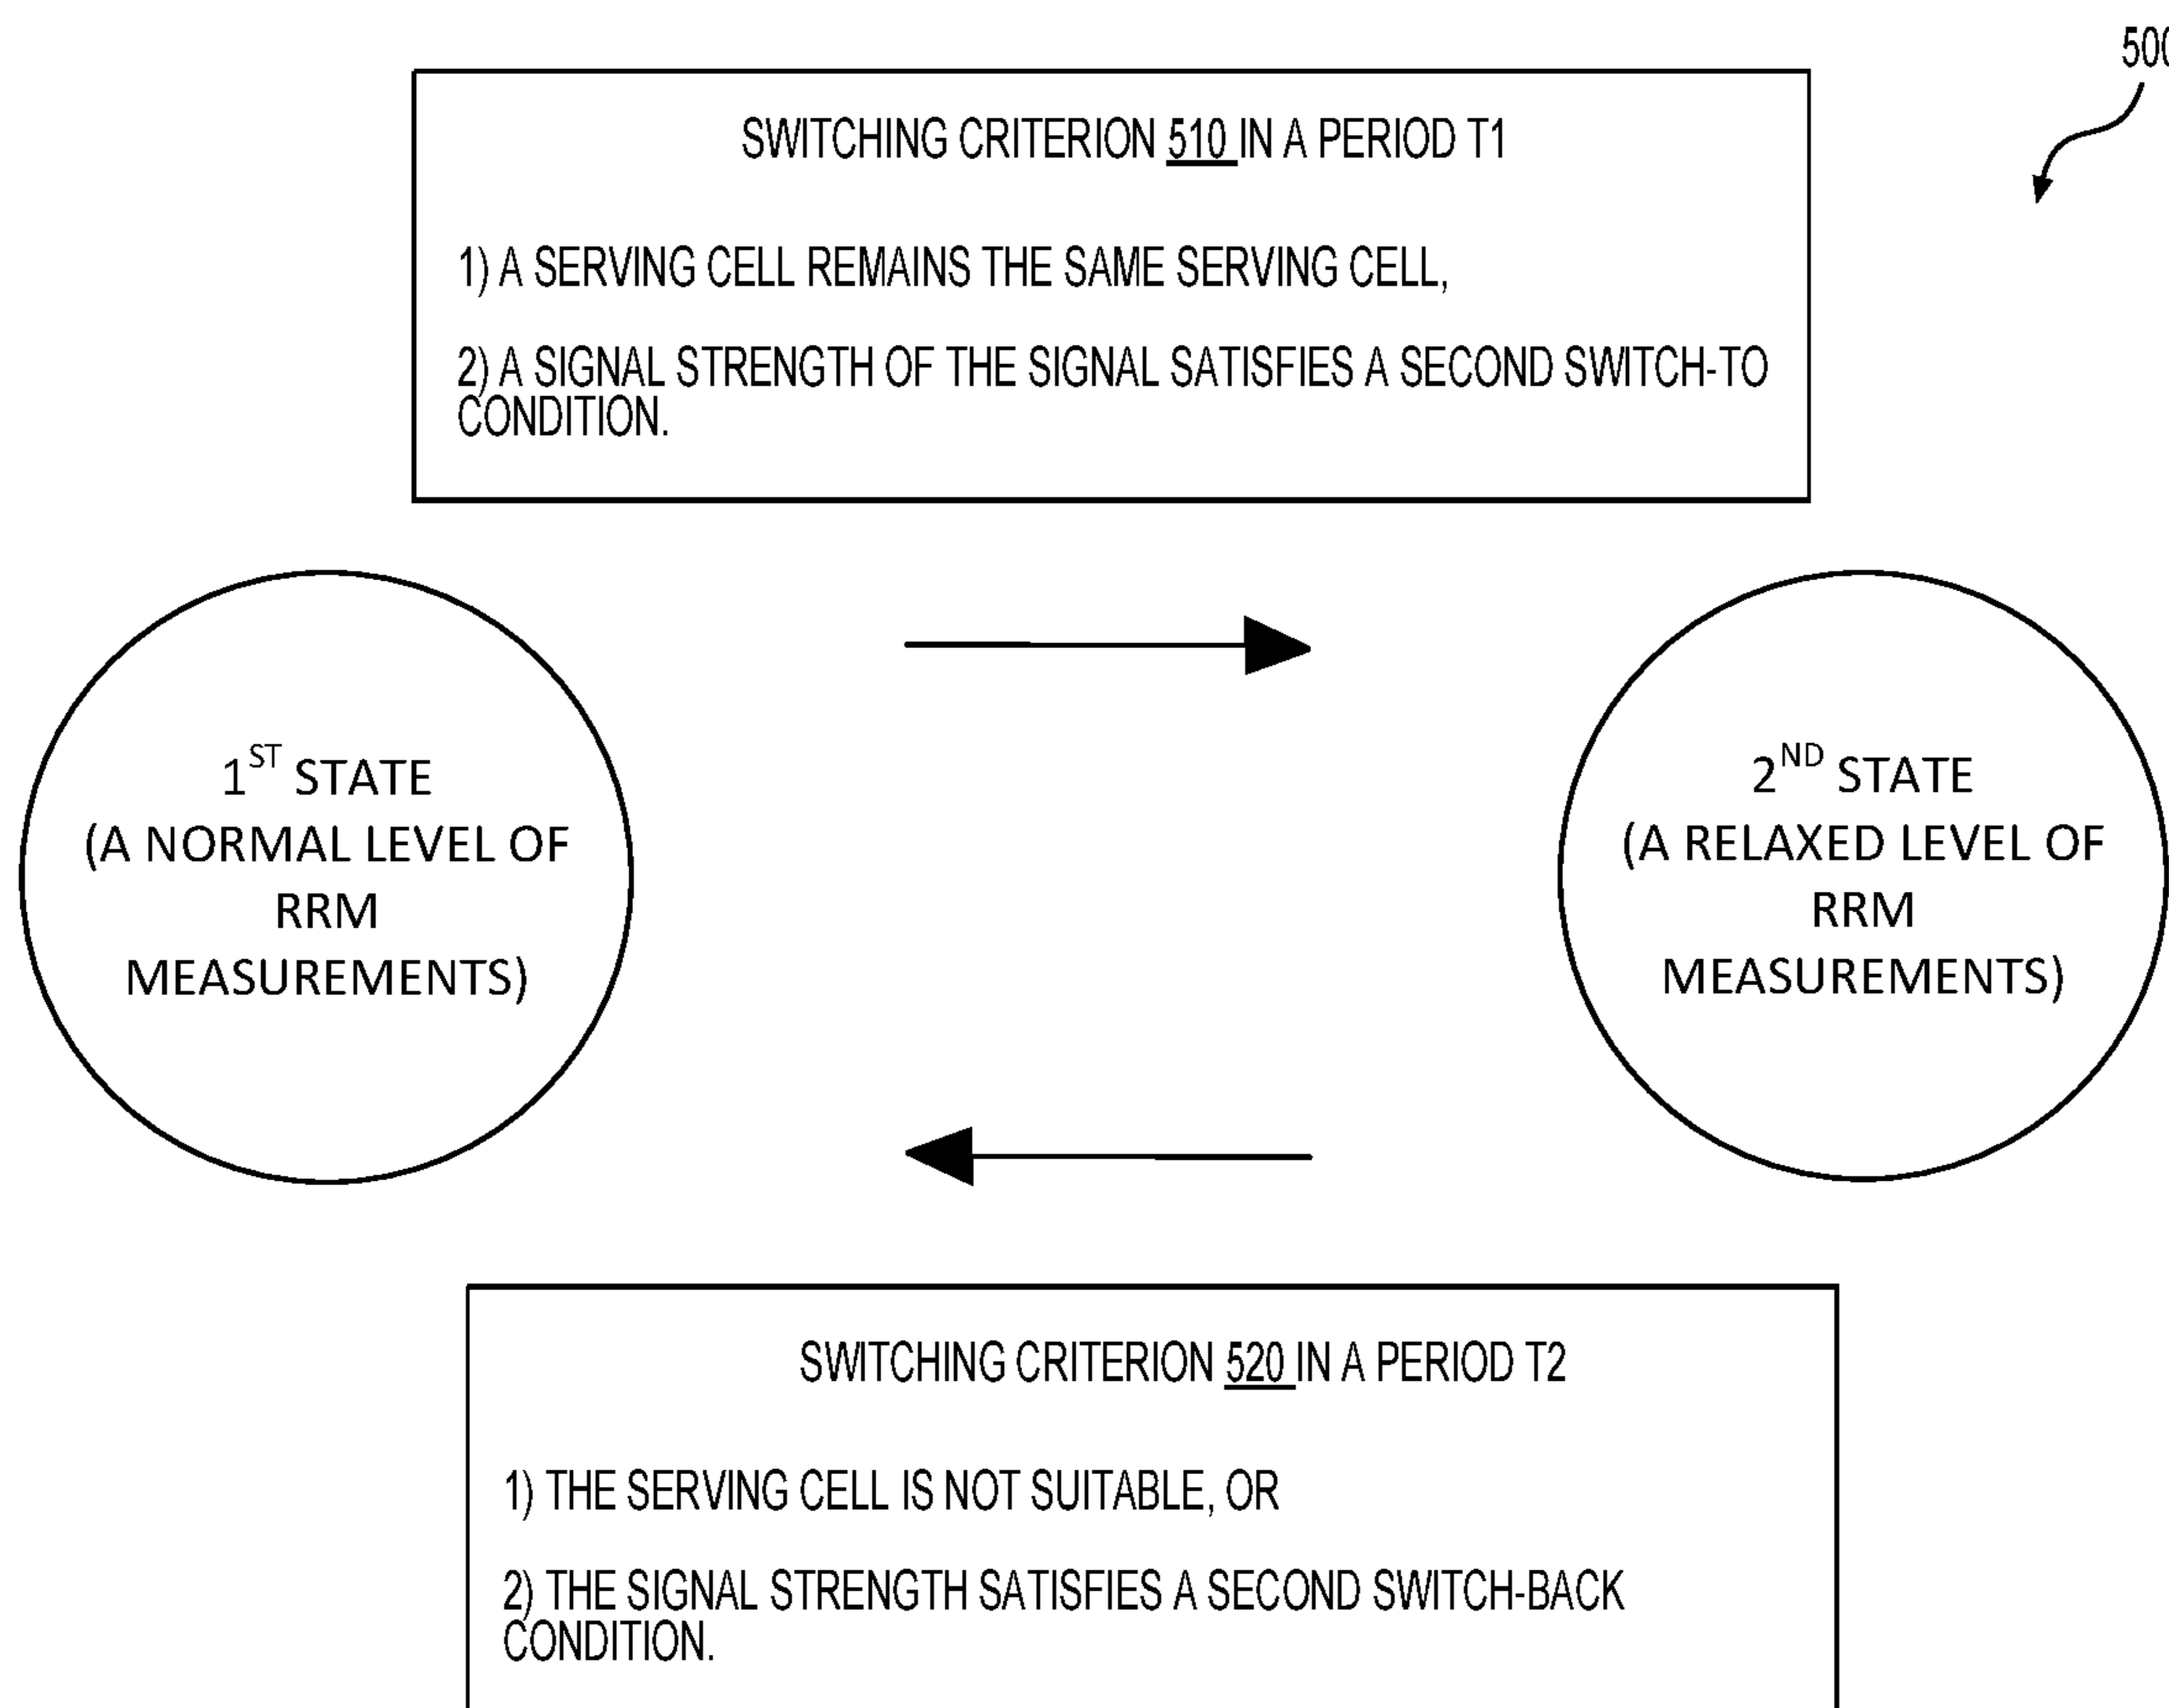 500
SWITCHING CRITERION 510 IN A PERIOD T1
1) A SERVING CELL REMAINS THE SAME SERVING CELL,
2) A SIGNAL STRENGTH OF THE SIGNAL SATISFIES A SECOND SWITCH-TO
CONDITION.
1ST STATE
(A NORMAL LEVEL OF
RRM
MEASUREMENTS)
2ND STATE
(A RELAXED LEVEL OF
RRM
MEASUREMENTS)
SWITCHING CRITERION 520 IN A PERIOD T2
1) THE SERVING CELL IS NOT SUITABLE, OR
2) THE SIGNAL STRENGTH SATISFIES A SECOND SWITCH-BACK
CONDITION.